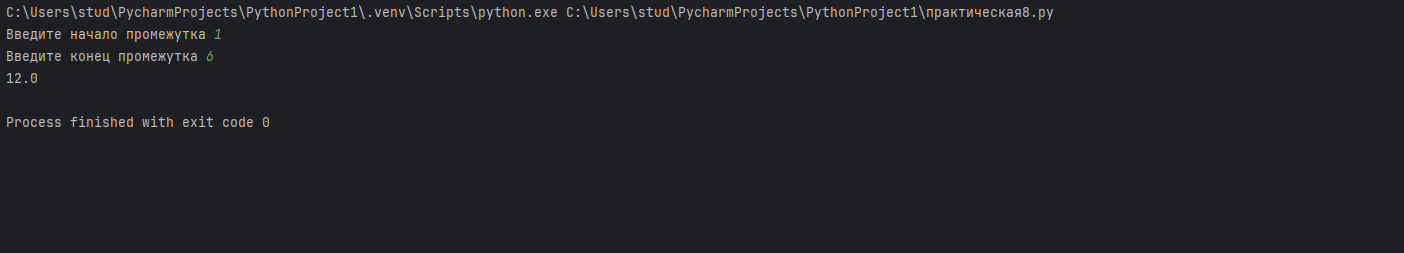 C:\Users\stud\PycharmProjects\PythonProject1\.venv\Scripts\python.exe C:\Users\stud\PycharmProjects\PythonProject1\практическая8.py
Введите начало промежутка 1
Введите конец промежутка 6
12.0
Process finished with exit code 0